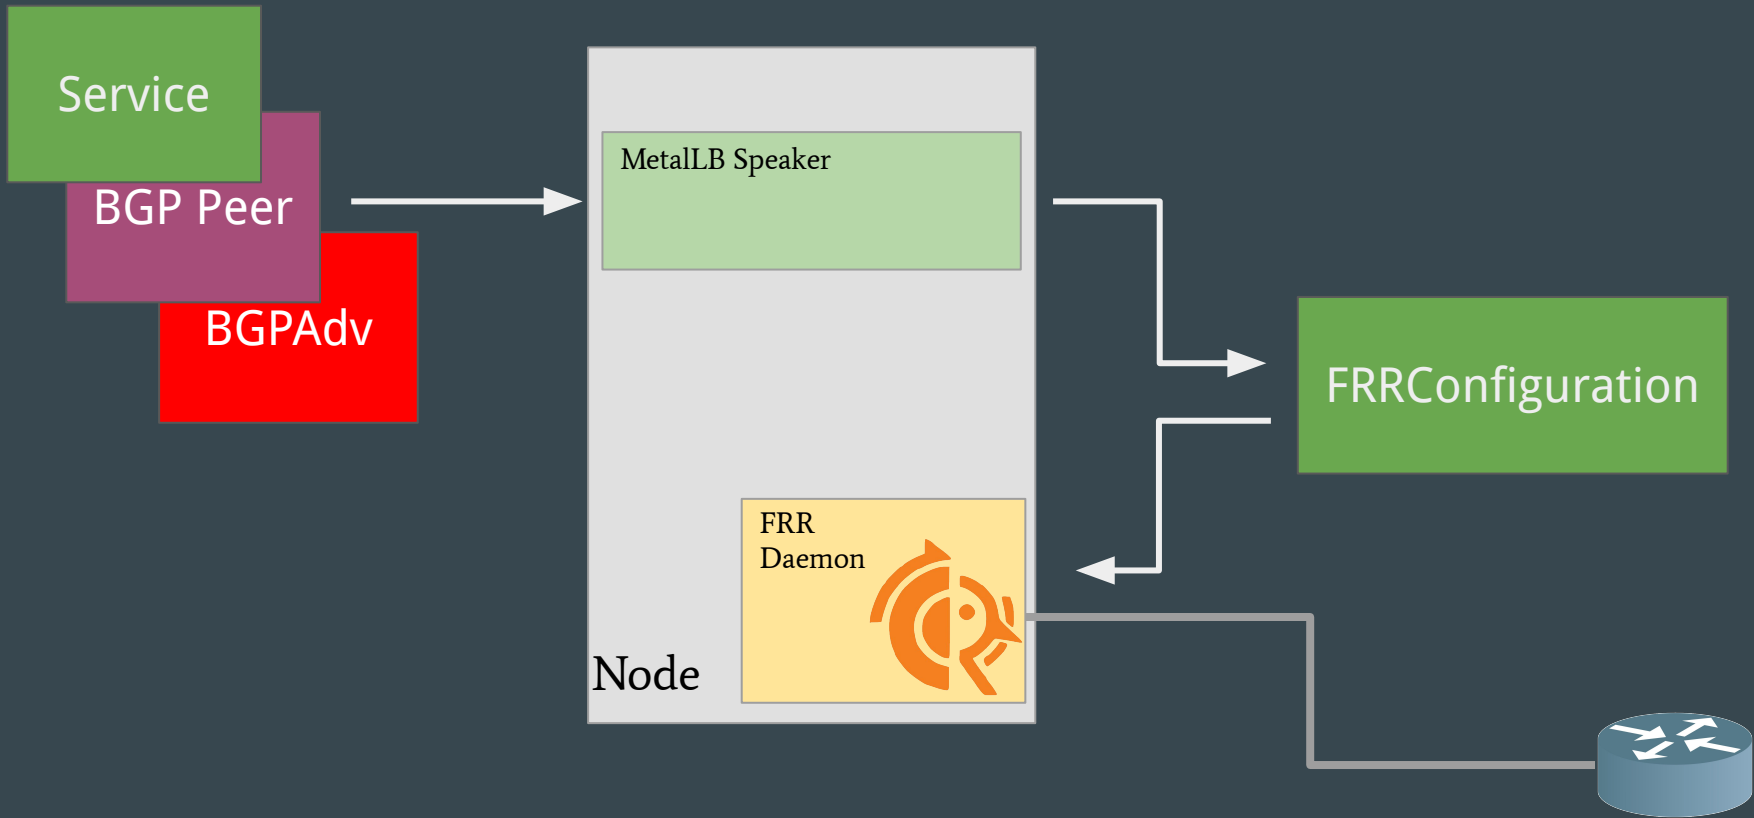 Service
BGP Peer
BGPAdv
MetalLB Speaker
FRRConfiguration
FRR
Daemon
Node